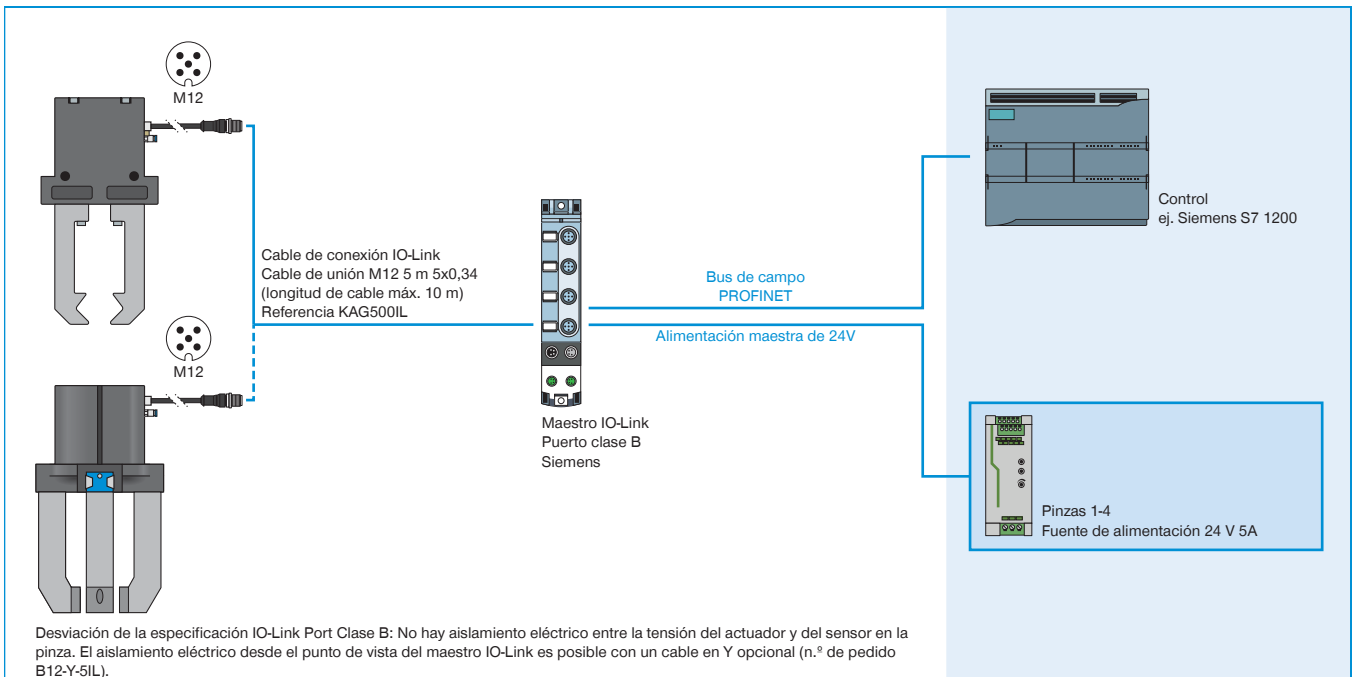 M12
Cable de conexión IO-Link
Cable de unión M12 5 m 5x0,34
(longitud de cable máx. 10 m)
Referencia KAG500IL
M12
Maestro IO-Link
Puerto clase B
Siemens
Bus de campo
PROFINET
Alimentación maestra de 24V
Control
ej. Siemens S7 1200
Pinzas 1-4
Fuente de alimentación 24 V 5A
Desviación de la especificación IO-Link Port Clase B: No hay aislamiento eléctrico entre la tensión del actuador y del sensor en la
pinza. El aislamiento eléctrico desde el punto de vista del maestro IO-Link es posible con un cable en Y opcional (n.º de pedido
B12-Y-5IL).